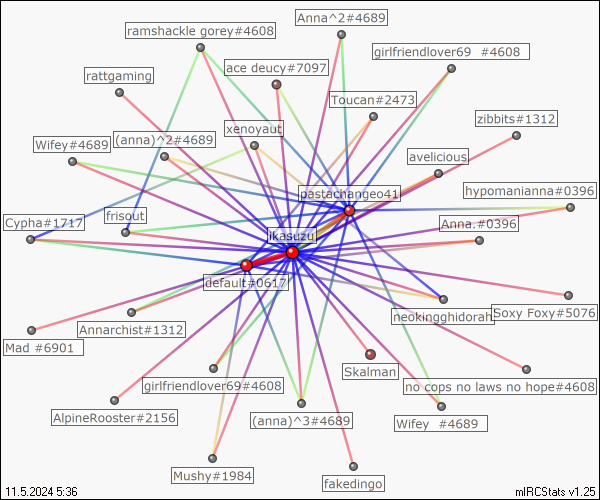 Anna^2#4689
ramshackle gorey#4608
girlfriendlover69 #4608
ace deucy#7097
rattgaming
Toucan#2473
zibbits#1312
xenoyaut
Wifey#4689
(anna)^2#4689
avelicious
pastachangeo41
hypomanianna#0396
Cypha#1717
frisout
Anna.#0396
jkasuzu
default#0617
neokingghidorah
Soxy Foxy#5076
Annarchist#1312
Mad #6901
Skalman
girlfriendlover69#4608
no cops no laws no hope#4608
AlpineRooster#2156
(anna)^3#4689
Wifey #4689
Mushy#1984
fakedingo
11.5.2024 5:36
mIRCStats v1.25